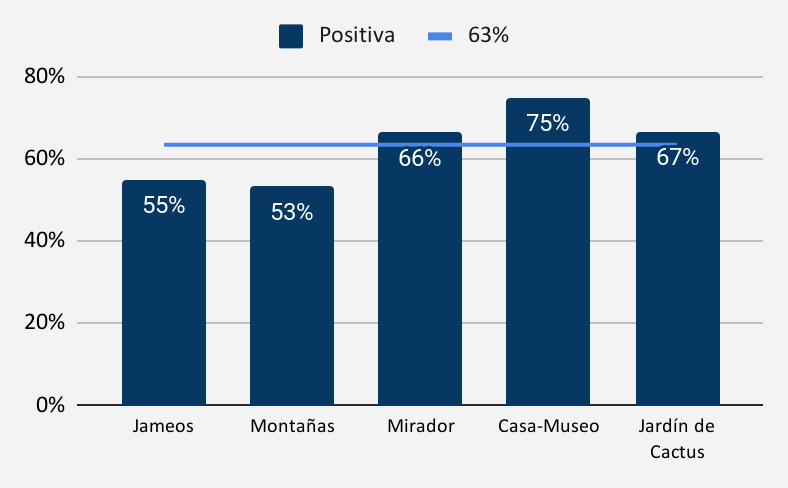 Positiva 63%
80%
60%
40%
20%
0%
55%
53%
66%
75%
67%
Jameos
Montañas
Mirador
Casa-Museo
Jardín de
Cactus